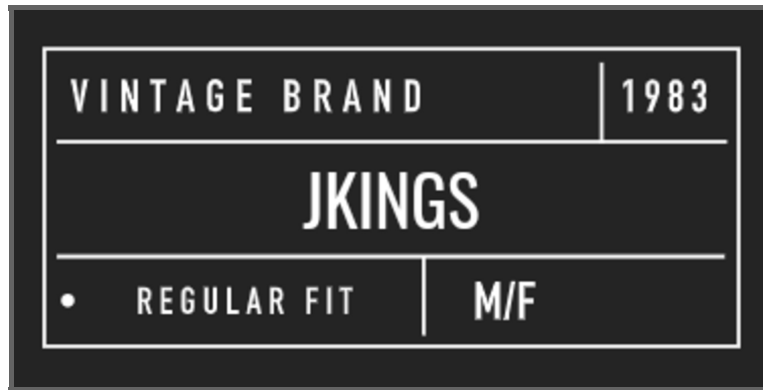 VINTAGE BRAND 1983
JKINGS
• REGULAR FIT M/F